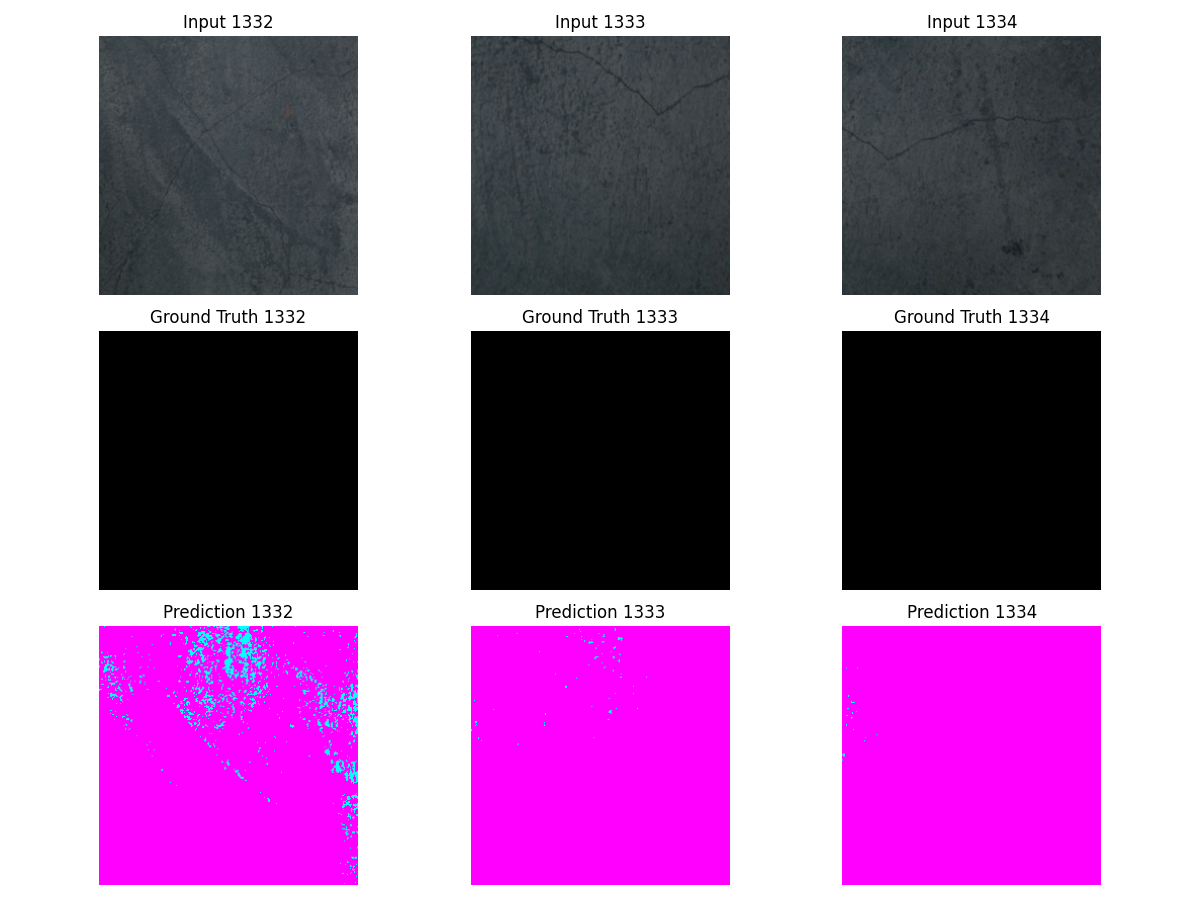 Input 1332
Input 1333
Input 1334
Ground Truth 1332
Ground Truth 1333
Ground Truth 1334
Prediction 1332
Prediction 1333
Prediction 1334